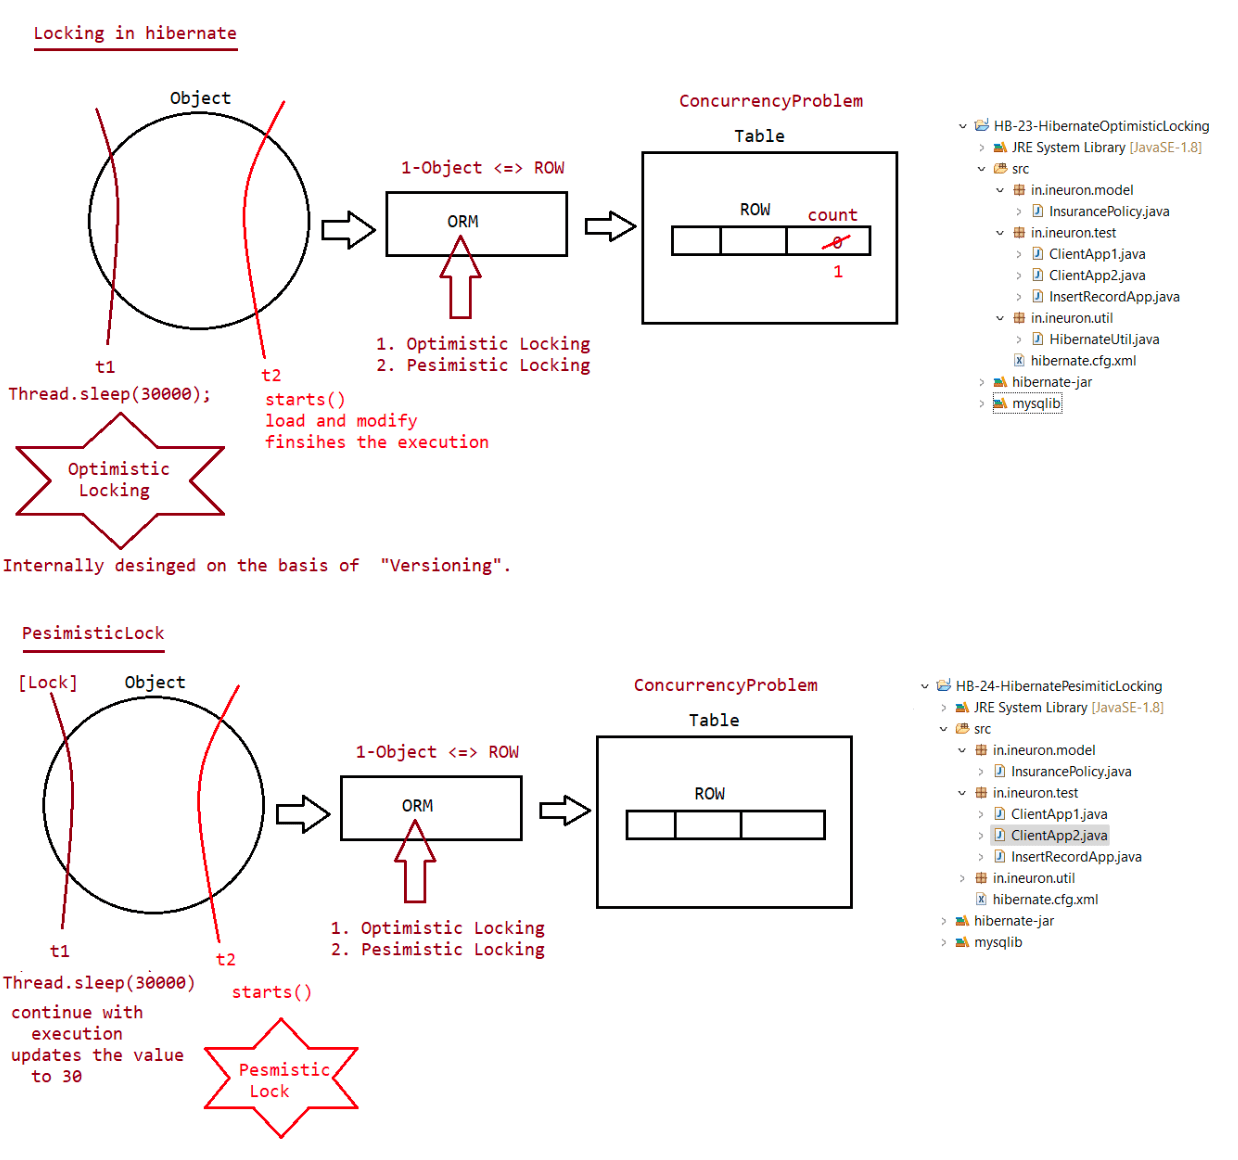 Locking in hibernate
Object
ConcurrencyProblem
Table
1-Object <=> ROW
ORM
ROW
count
0
1
1. Optimistic Locking
2. Pesimistic Locking
t1
Thread.sleep(30000);
t2
starts()
load and modify
finsihes the execution
Optimistic
Locking
Internally desinged on the basis of "Versioning".
HB-23-HibernateOptimisticLocking
JRE System Library [JavaSE-1.8]
src
in.ineuron.model
InsurancePolicy.java
in.ineuron.test
ClientApp1.java
ClientApp2.java
InsertRecordApp.java
in.ineuron.util
HibernateUtil.java
hibernate.cfg.xml
hibernate-jar
mysqlib
PesimisticLock
[Lock]
Object
ConcurrencyProblem
Table
1-Object <=> ROW
ORM
ROW
1. Optimistic Locking
2. Pesimistic Locking
t1
Thread.sleep(30000)
continue with
execution
updates the value
to 30
t2
starts()
Pesmistic
Lock
HB-24-HibernatePesimiticLocking
JRE System Library [JavaSE-1.8]
src
in.ineuron.model
InsurancePolicy.java
in.ineuron.test
ClientApp1.java
ClientApp2.java
InsertRecordApp.java
in.ineuron.util
hibernate.cfg.xml
hibernate-jar
mysqlib